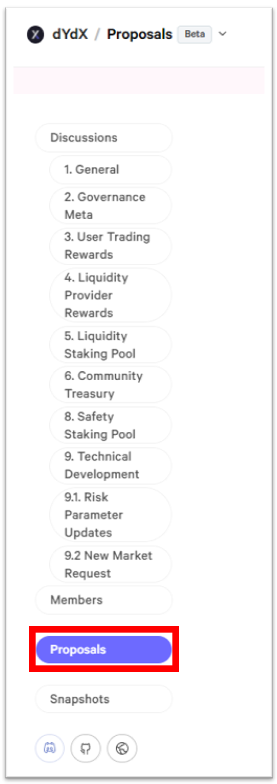 dYdX / Proposals Beta
Discussions
1. General
2. Governance
Meta
3. User Trading
Rewards
4. Liquidity
Provider
Rewards
5. Liquidity
Staking Pool
6. Community
Treasury
8. Safety
Staking Pool
9. Technical
Development
9.1. Risk
Parameter
Updates
9.2 New Market
Request
Members
Proposals
Snapshots